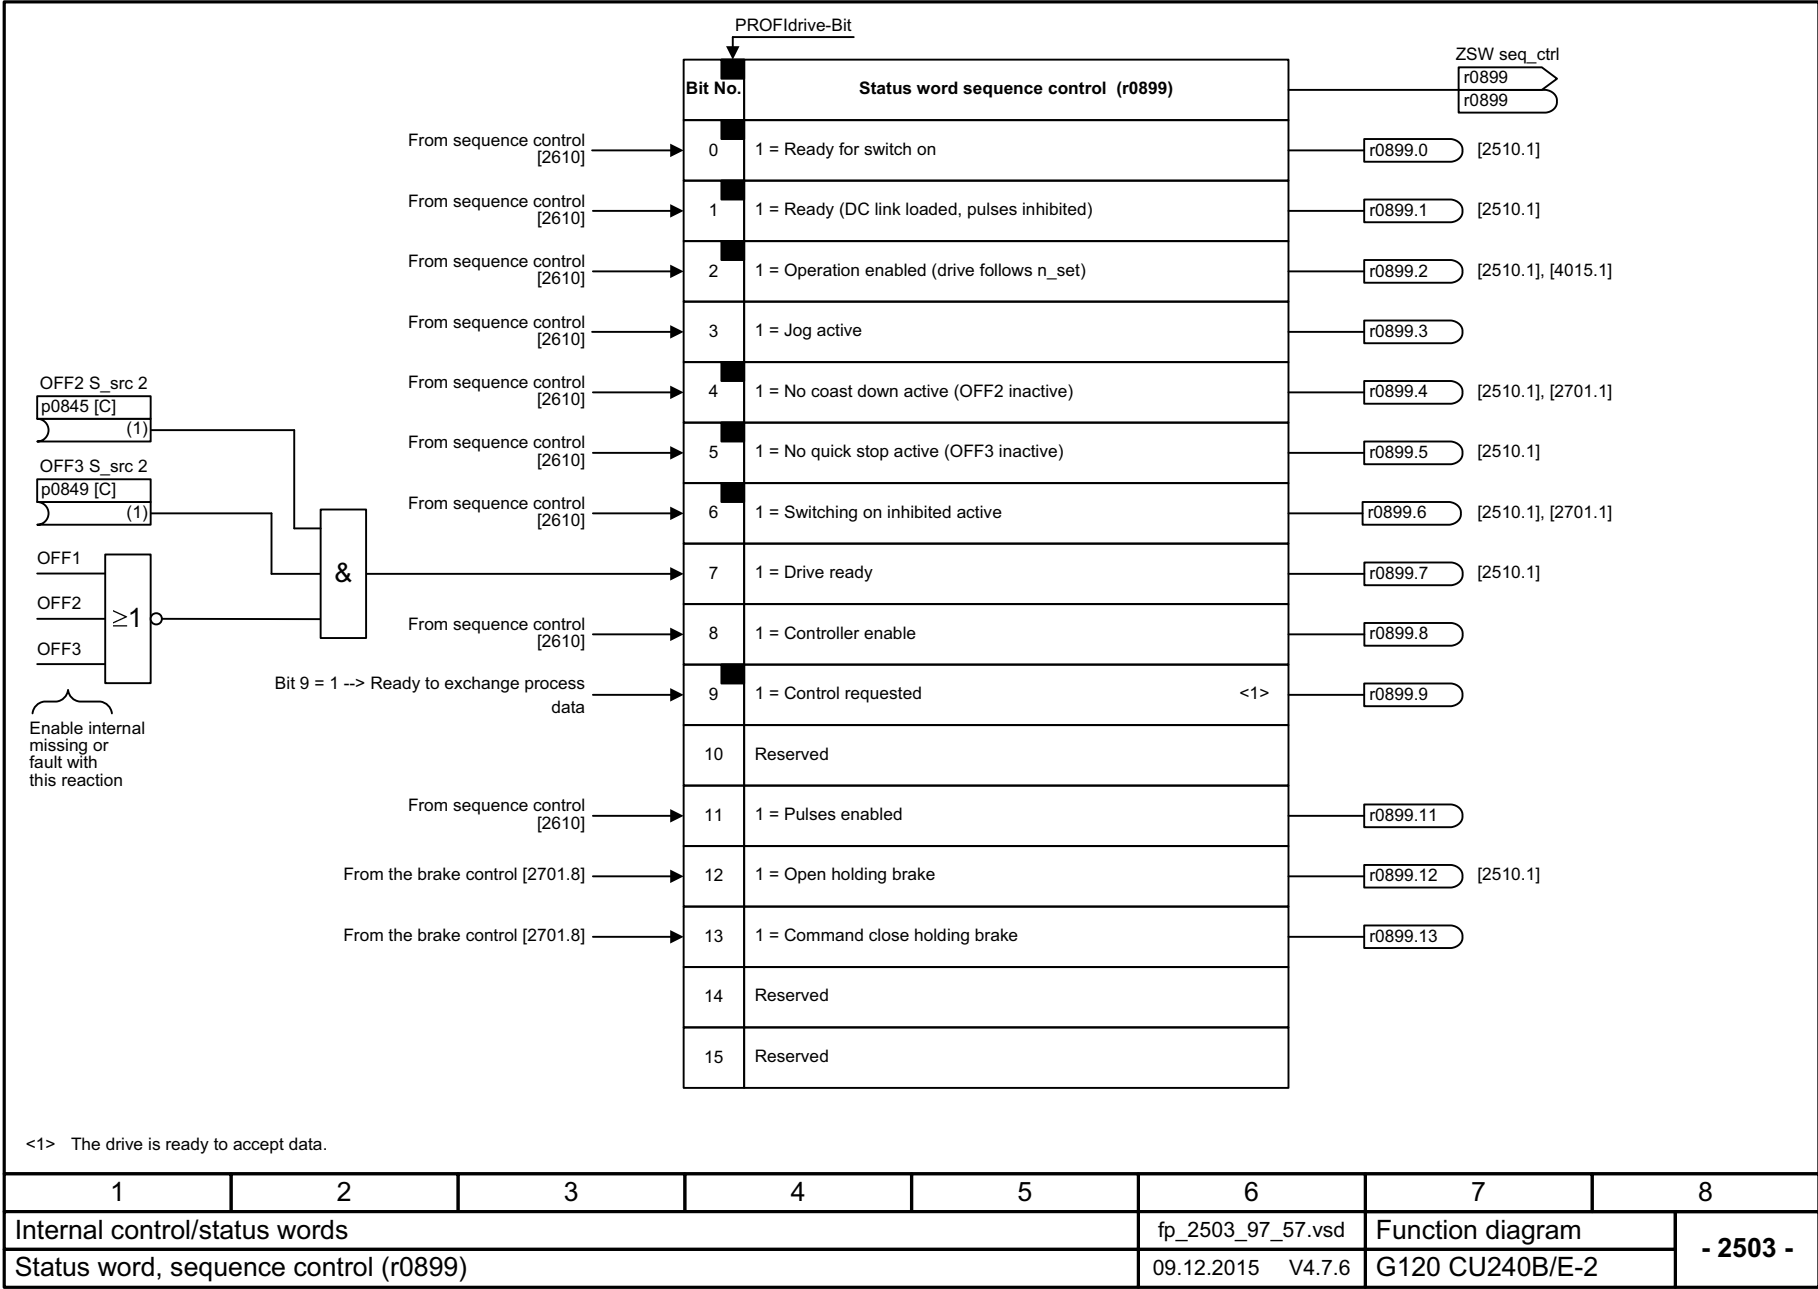 PROFIdrive-Bit
ZSW seq_ctrl
r0899
r0899
Bit No. Status word sequence control (r0899)
From sequence control
[2610]
0 1 = Ready for switch on r0899.0 [2510.1]
From sequence control
[2610]
1 1 = Ready (DC link loaded, pulses inhibited) r0899.1 [2510.1]
From sequence control
[2610]
2 1 = Operation enabled (drive follows n_set) r0899.2 [2510.1], [4015.1]
From sequence control
[2610]
3 1 = Jog active r0899.3
From sequence control
[2610]
4 1 = No coast down active (OFF2 inactive) r0899.4 [2510.1], [2701.1]
From sequence control
[2610]
5 1 = No quick stop active (OFF3 inactive) r0899.5 [2510.1]
From sequence control
[2610]
6 1 = Switching on inhibited active r0899.6 [2510.1], [2701.1]
7 1 = Drive ready r0899.7 [2510.1]
From sequence control
[2610]
8 1 = Controller enable r0899.8
Bit 9 = 1 --> Ready to exchange process
data
9 1 = Control requested <1> r0899.9
10 Reserved
From sequence control
[2610]
11 1 = Pulses enabled r0899.11
From the brake control [2701.8] 12 1 = Open holding brake r0899.12 [2510.1]
From the brake control [2701.8] 13 1 = Command close holding brake r0899.13
14 Reserved
15 Reserved
OFF2 S_src 2
p0845 [C]
(1)
OFF3 S_src 2
p0849 [C]
(1)
OFF1
OFF2
OFF3
≥1
&
Enable internal
missing or
fault with
this reaction
<1> The drive is ready to accept data.
1 2 3 4 5 6 7 8
Internal control/status words fp_2503_97_57.vsd Function diagram
- 2503 -
Status word, sequence control (r0899) 09.12.2015 V4.7.6 G120 CU240B/E-2